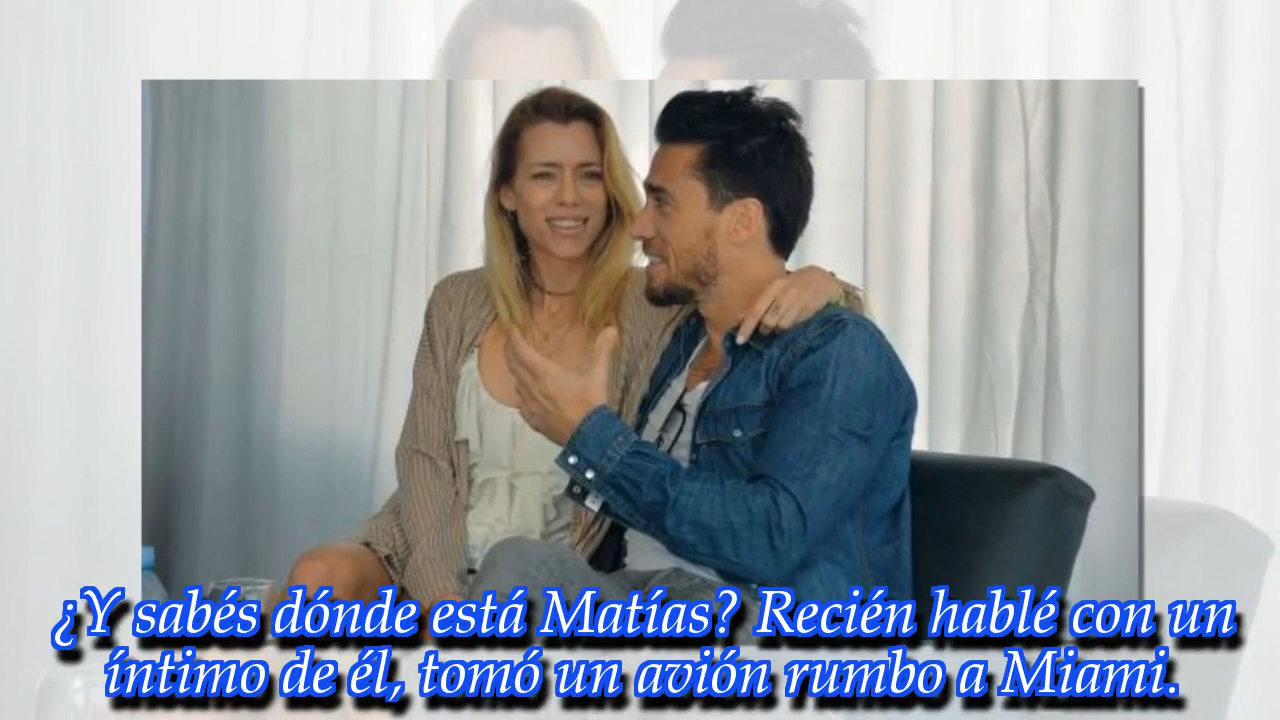 ¿Y sabés dónde está Matías? Recién hablé con un
íntimo de él, tomó un avión rumbo a Miami.